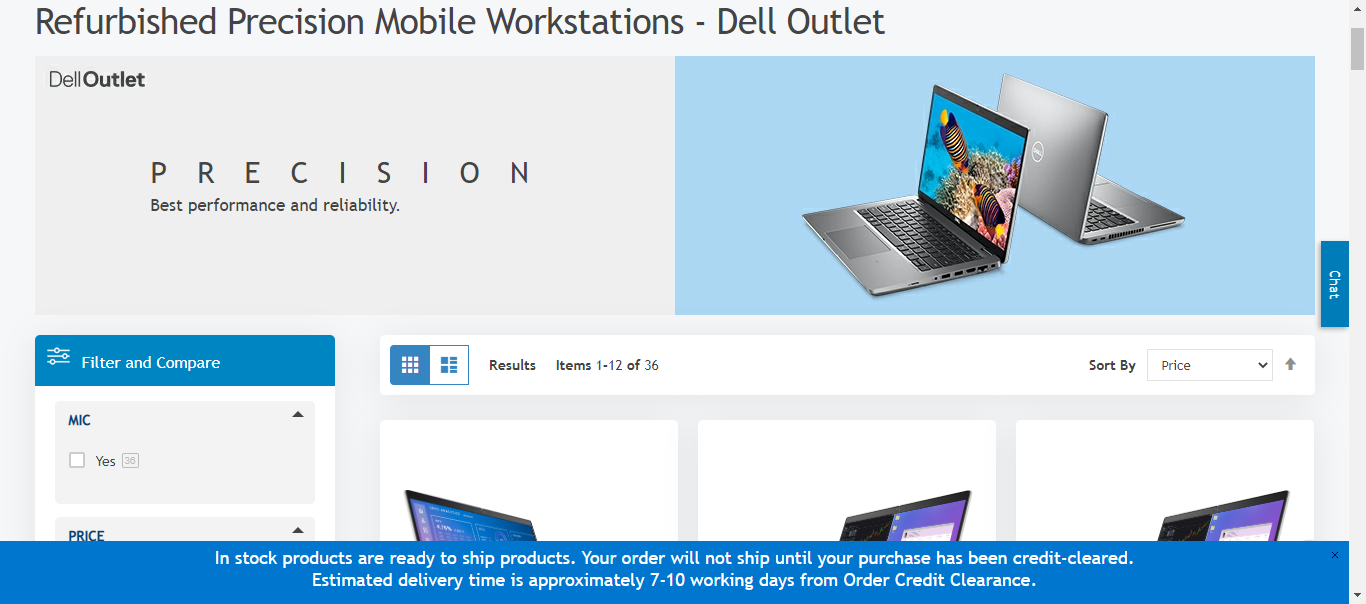 Refurbished Precision Mobile Workstations - Dell Outlet
DellOutlet
PRECISION
Best performance and reliability.
Chat
Filter and Compare
Results Items 1-12 of 36
Sort By Price
MIC
Yes 36
PRICE
In stock products are ready to ship products. Your order will not ship until your purchase has been credit-cleared.
Estimated delivery time is approximately 7-10 working days from Order Credit Clearance.